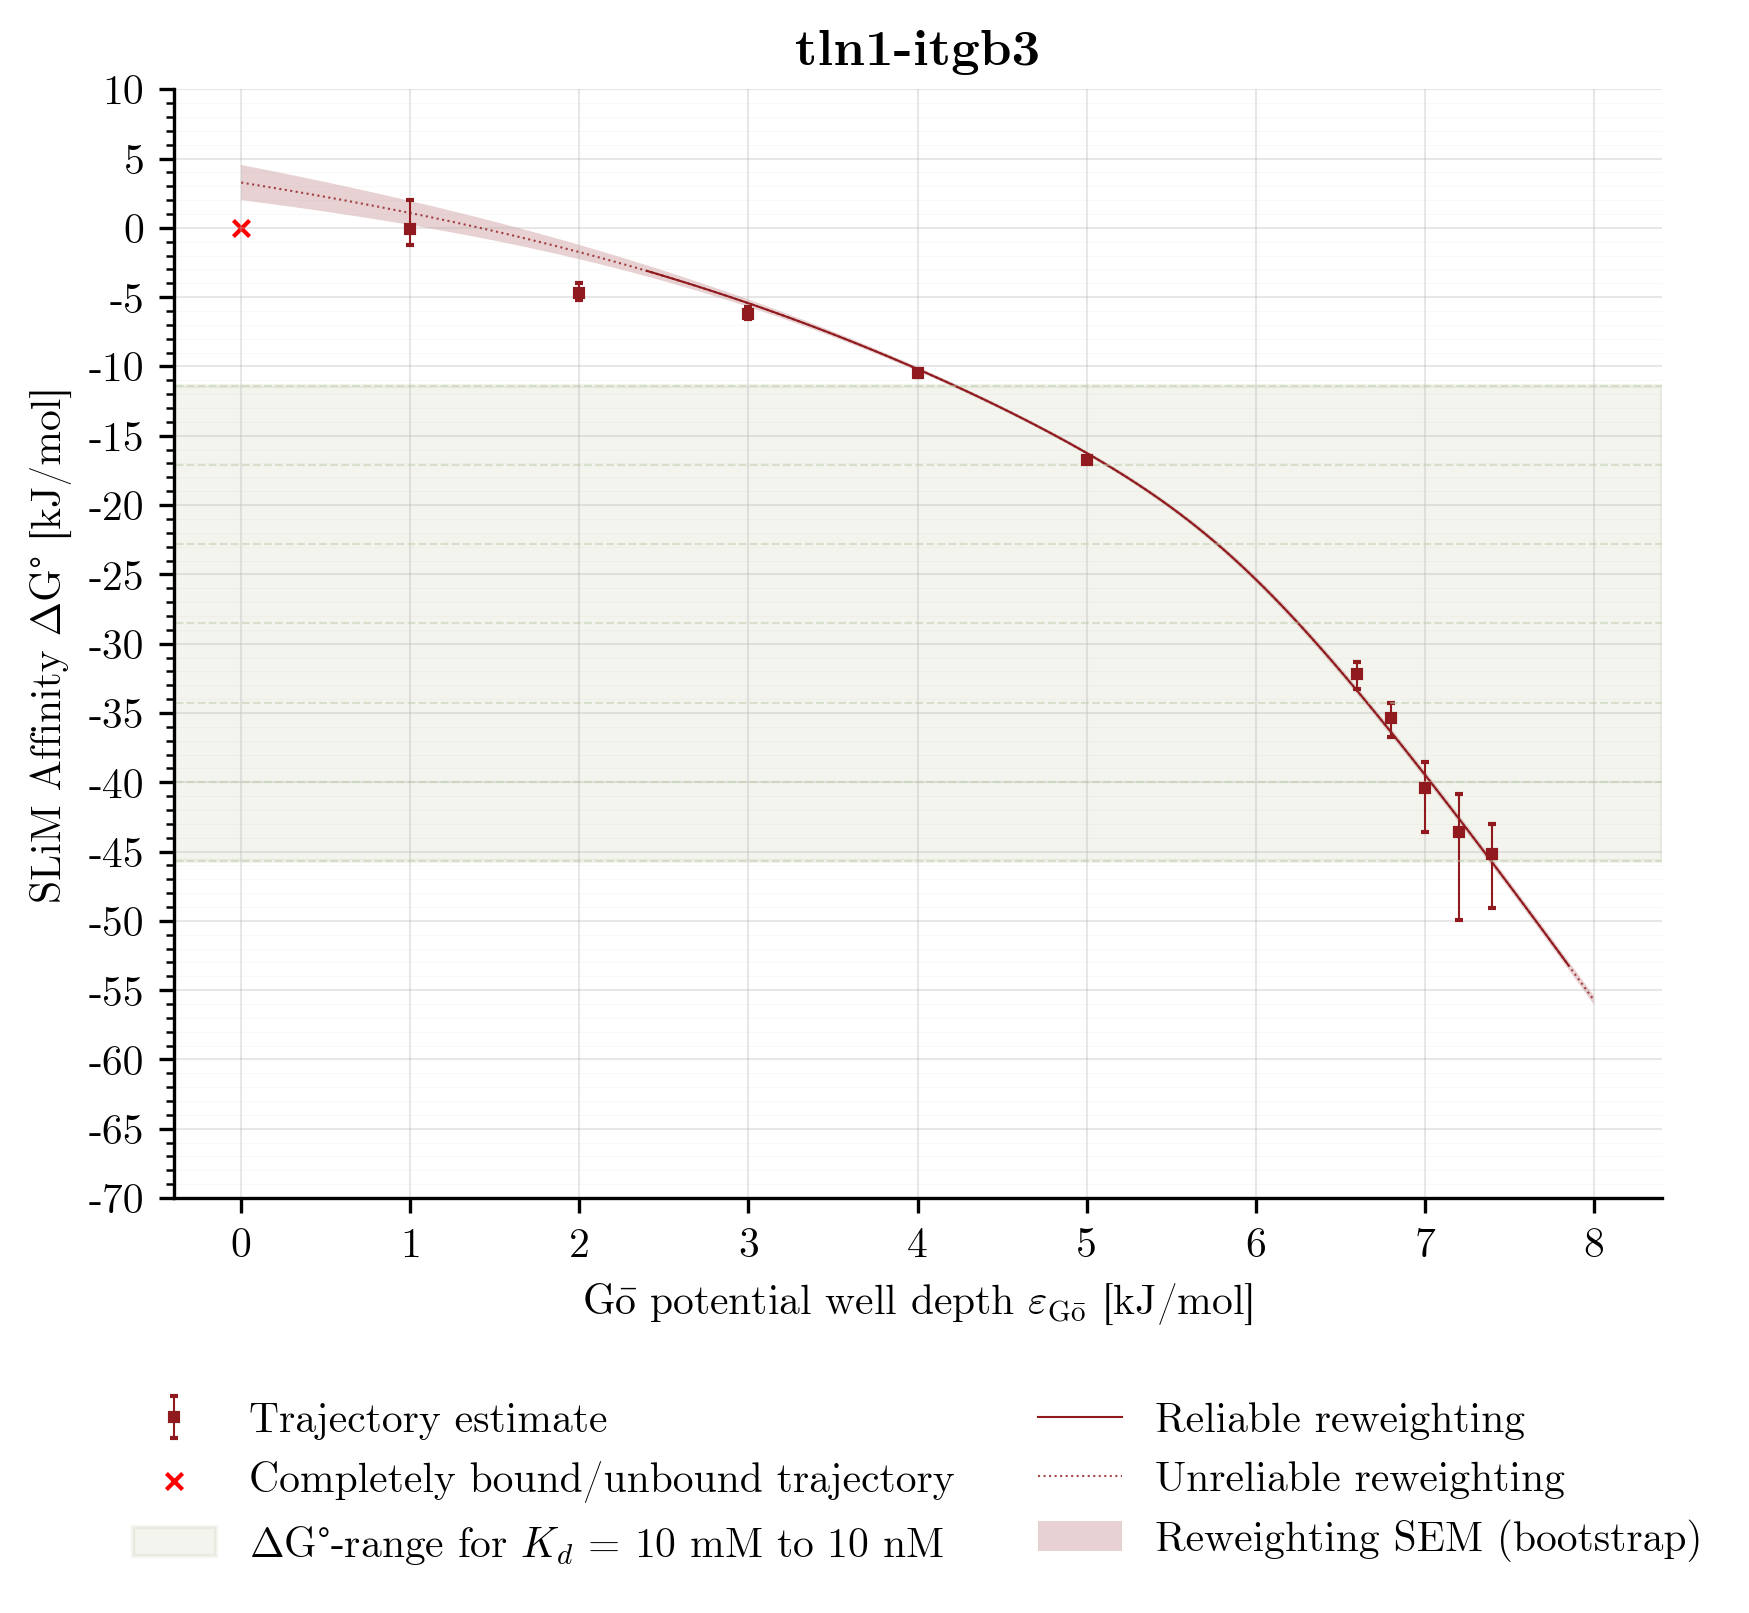 tln1-itgb3
10
5
0
-5
-10
-15
-20
-25
-30
-35
-40
-45
-50
-55
-60
-65
-70
SLiM Affinity ΔG° [kJ/mol]
0 1 2 3 4 5 6 7 8
Gō potential well depth ε_Gō [kJ/mol]
Trajectory estimate
Completely bound/unbound trajectory
ΔG°-range for K_d = 10 mM to 10 nM
Reliable reweighting
Unreliable reweighting
Reweighting SEM (bootstrap)